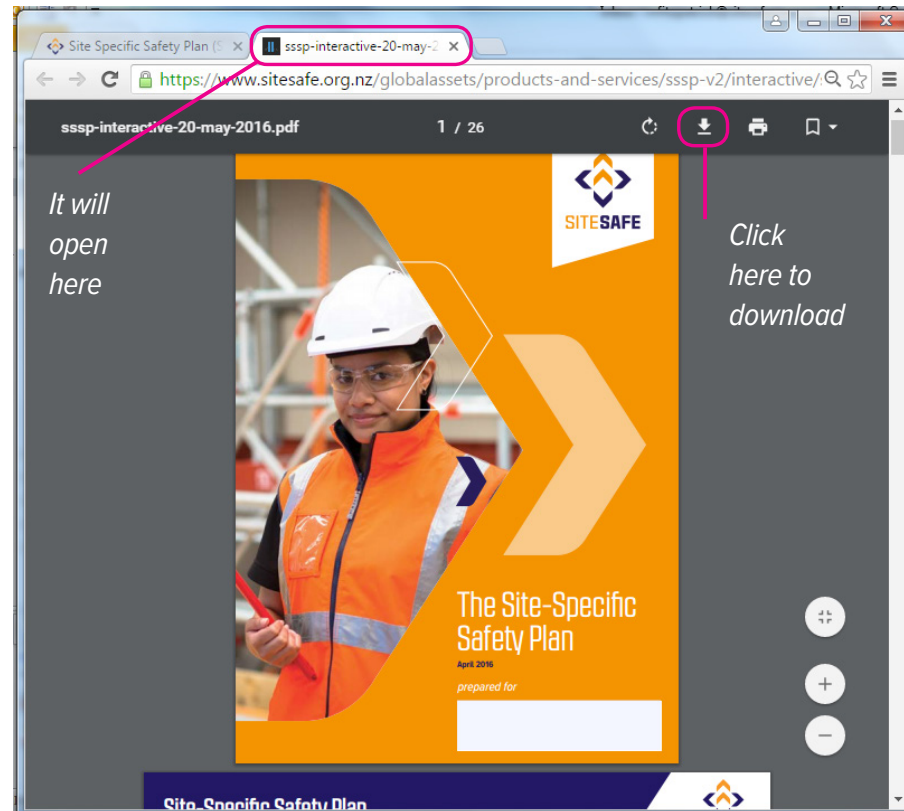 Site Specific Safety Plan (S
sssp-interactive-20-may-2
https://www.sitesafe.org.nz/globalassets/products-and-services/sssp-v2/interactive/
sssp-interactive-20-may-2016.pdf
1 / 26
It will
open
here
SITESAFE
Click
here to
download
The Site-Specific
Safety Plan
April 2016
prepared for
Site-Specific Safety Plan